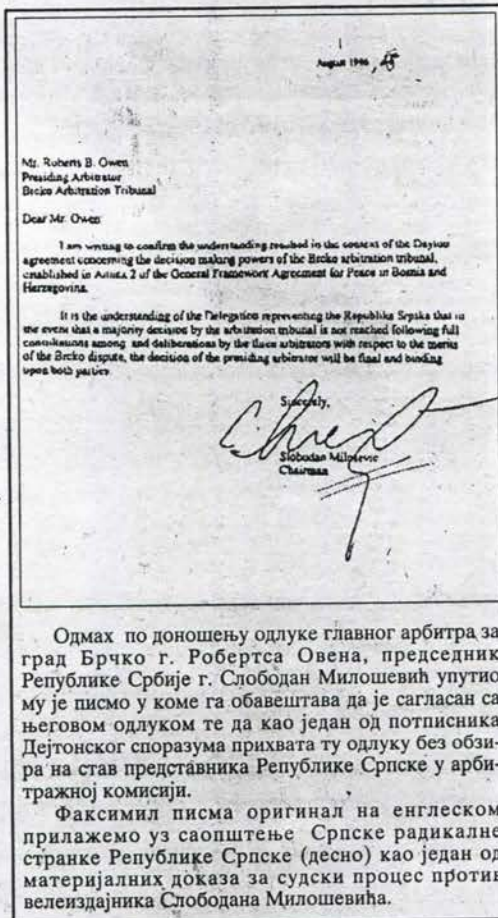 August 1996
Mr. Roberts B. Owen
Presiding Arbitrator
Brcko Arbitration Tribunal
Dear Mr. Owen
I am writing to confirm the understanding reached in the context of the Dayton
agreement concerning the decision making powers of the Brcko arbitration tribunal,
established in Annex 2 of the General Framework Agreement for Peace in Bosnia and
Herzegovina.
It is the understanding of the Delegation representing the Republika Srpska that in
the event that a majority decision by the arbitration tribunal is not reached following full
consultations among and deliberations by the three arbitrators with respect to the merits
of the Brcko dispute, the decision of the presiding arbitrator will be final and binding
upon both parties
Sincerely,
Slobodan Milosevic
Chairman
Одмах по доношењу одлуке главног арбитра за
град Брчко г. Робертса Овена, председник
Републике Србије г. Слободан Милошевић упутио
му је писмо у коме га обавештава да је сагласан са
његовом одлуком те да као један од потписника
Дејтонског споразума прихвата ту одлуку без обзи-
ра на став представника Републике Српске у арби-
тражној комисији.
Факсимил писма оригинал на енглеском
прилажемо уз саопштење Српске радикалне
странке Републике Српске (десно) као један од
материјалних доказа за судски процес против
велеиздајника Слободана Милошевића.